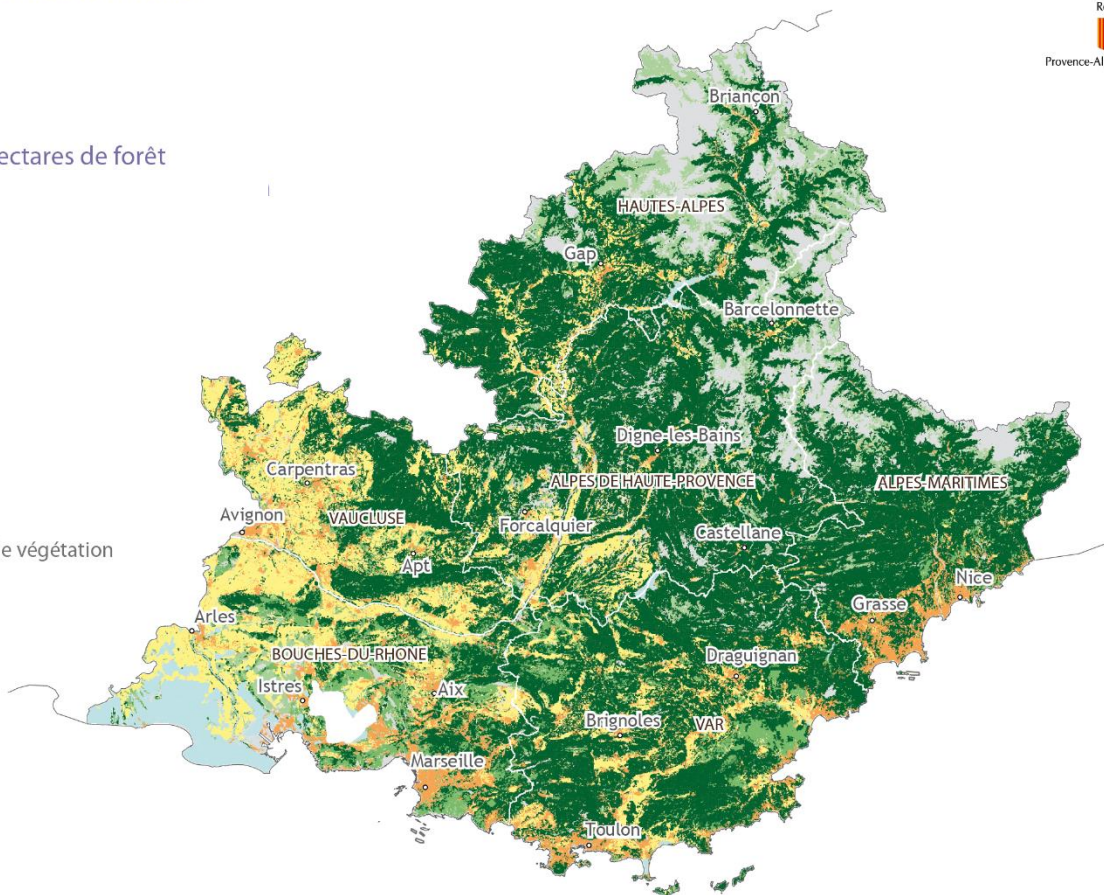 Provence-Al
ectares de forêt
Briançon
HAUTES-ALPES
Gap
Barcelonnette
Digne-les-Bains
Carpentras
ALPES DE HAUTE-PROVENCE
ALPES-MARITIMES
Avignon
VAUCLUSE
Forcalquier
Castellane
e végétation
Apt
Nice
Grasse
Arles
BOUCHES-DU-RHONE
Draguignan
Istres
Aix
Brignoles
VAR
Marseille
Toulon